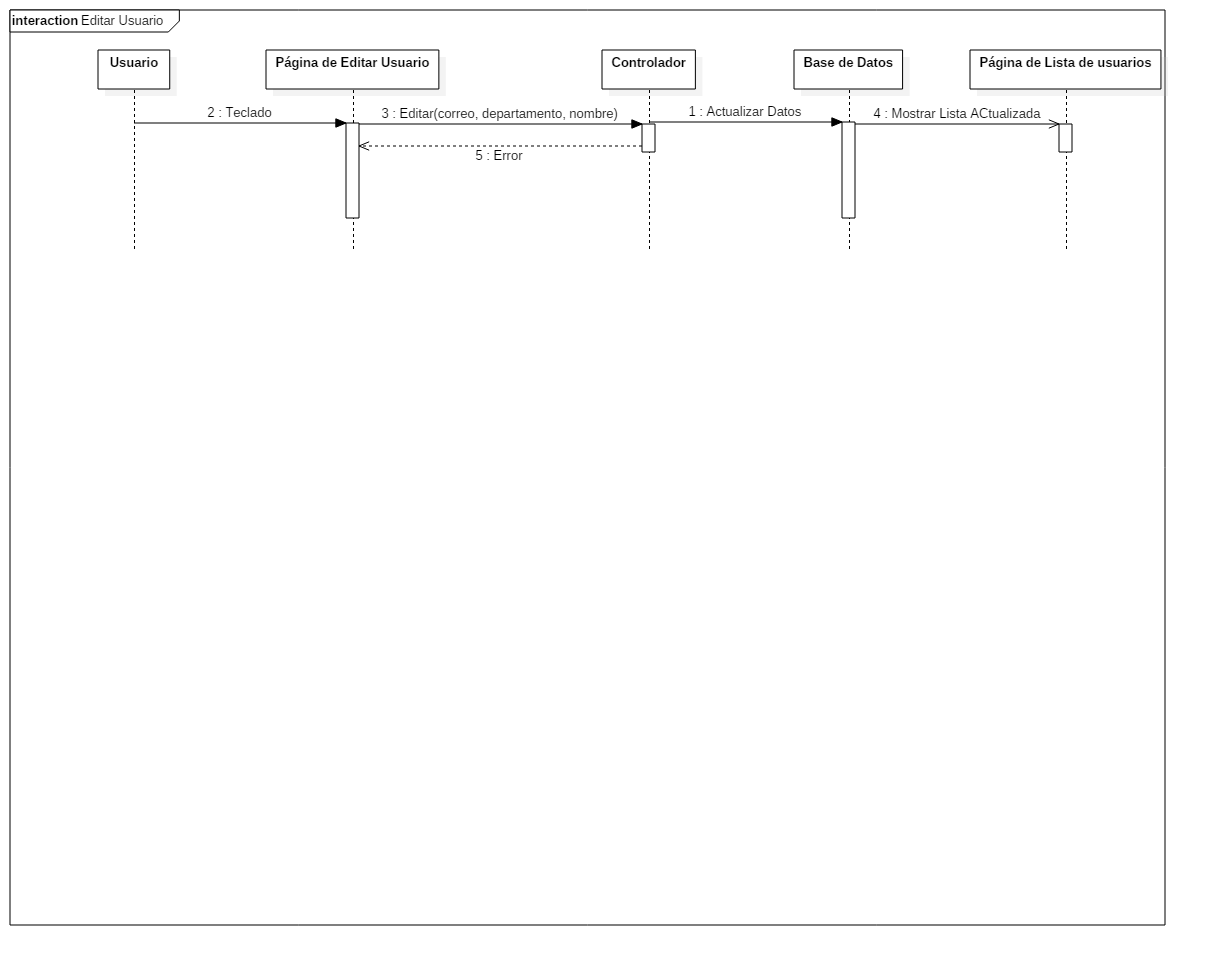 interaction Editar Usuario
Usuario
Página de Editar Usuario
Controlador
Base de Datos
Página de Lista de usuarios
2 : Teclado
3 : Editar(correo, departamento, nombre)
1 : Actualizar Datos
4 : Mostrar Lista ACtualizada
5 : Error